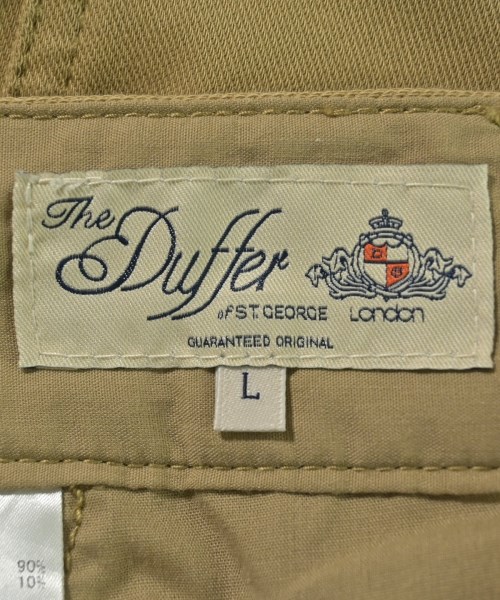 The Duffer
of ST. GEORGE London
GUARANTEED ORIGINAL
D
G
L
90%
10%